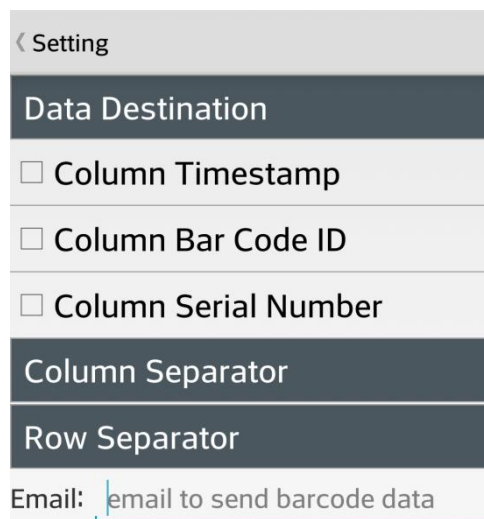 Setting
Data Destination
Column Timestamp
Column Bar Code ID
Column Serial Number
Column Separator
Row Separator
Email: email to send barcode data